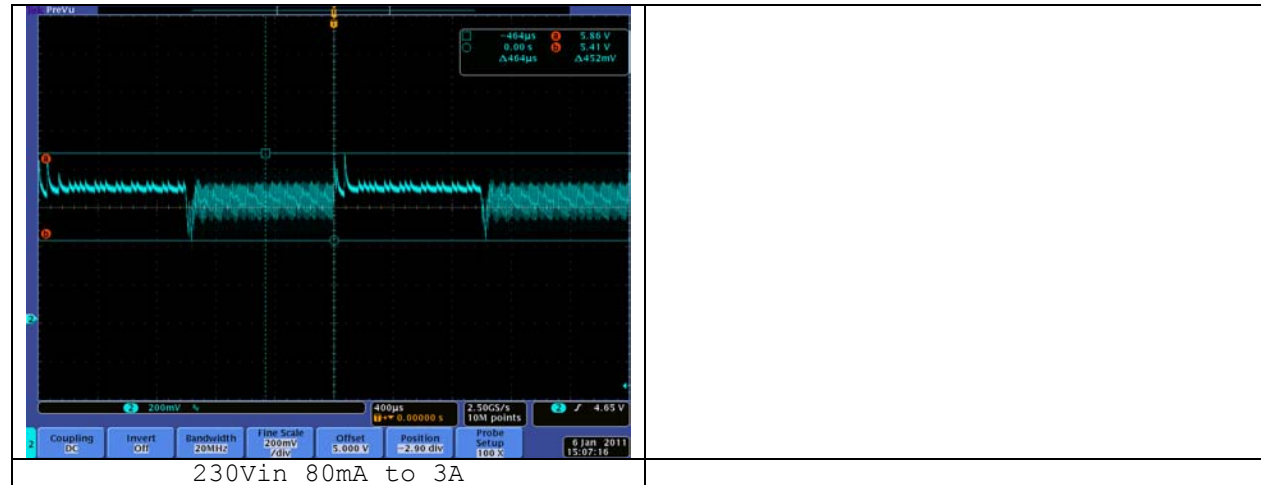 PreVu
-464µs a 5.86 V
0.00 s b 5.41 V
Δ464µs Δ452mV
a
b
2
2 200mV
400µs
0.00000 s
2.50GS/s
10M points
2 4.65 V
2
Coupling
DC
Invert
Off
Bandwidth
20MHz
Fine Scale
200mV
/div
Offset
5.000 V
Position
-2.90 div
Probe
Setup
100 X
6 Jan 2011
15:07:16
230Vin 80mA to 3A